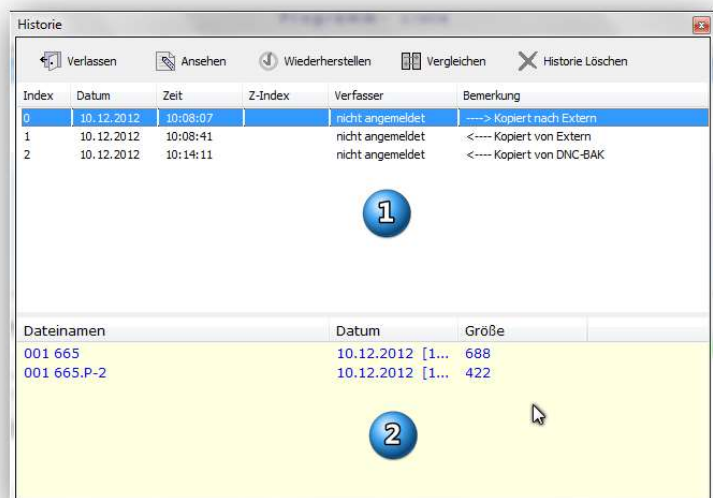 Programm- Liste
Historie
Verlassen Ansehen Wiederherstellen Vergleichen Historie Löschen
Index Datum Zeit Z-Index Verfasser Bemerkung
0 10.12.2012 10:08:07 nicht angemeldet ----> Kopiert nach Extern
1 10.12.2012 10:08:41 nicht angemeldet <---- Kopiert von Extern
2 10.12.2012 10:14:11 nicht angemeldet <---- Kopiert von DNC-BAK
1
Dateinamen Datum Größe
001 665 10.12.2012 [1... 688
001 665.P-2 10.12.2012 [1... 422
2